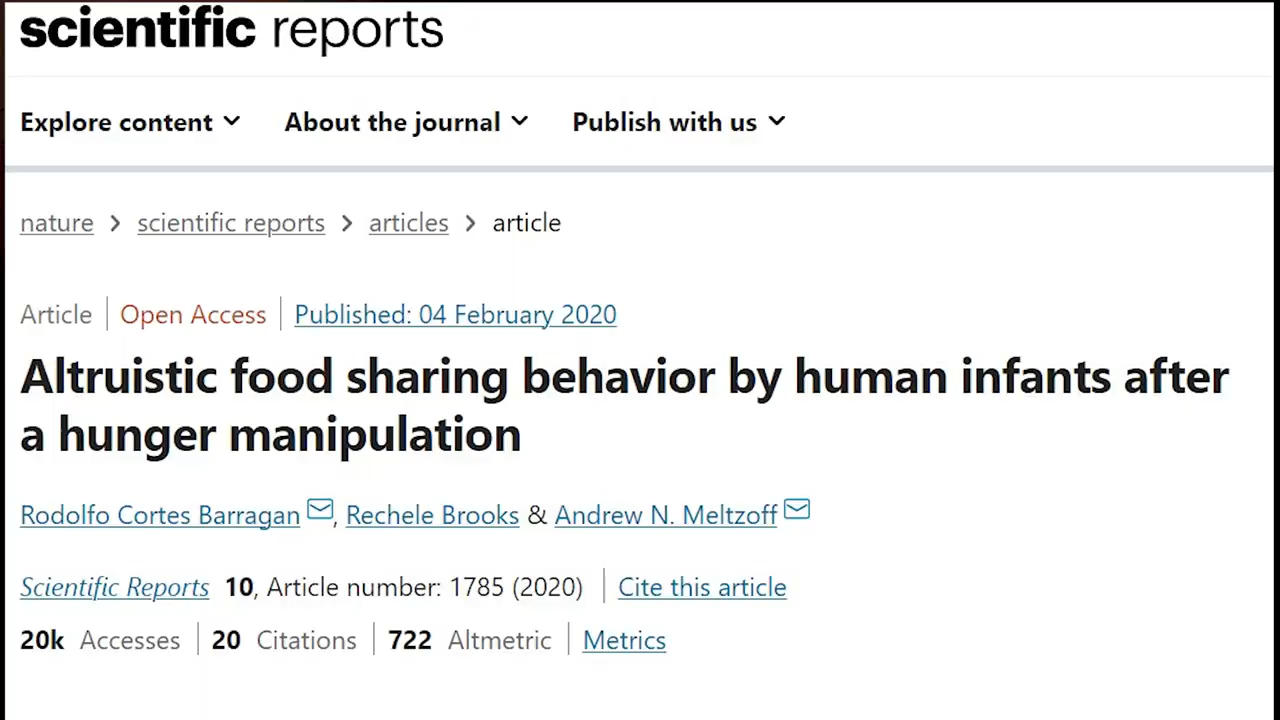 scientific reports
Explore content About the journal Publish with us
nature > scientific reports > articles > article
Article | Open Access | Published: 04 February 2020
Altruistic food sharing behavior by human infants after
a hunger manipulation
Rodolfo Cortes Barragan, Rechele Brooks & Andrew N. Meltzoff
Scientific Reports 10, Article number: 1785 (2020) | Cite this article
20k Accesses | 20 Citations | 722 Altmetric | Metrics